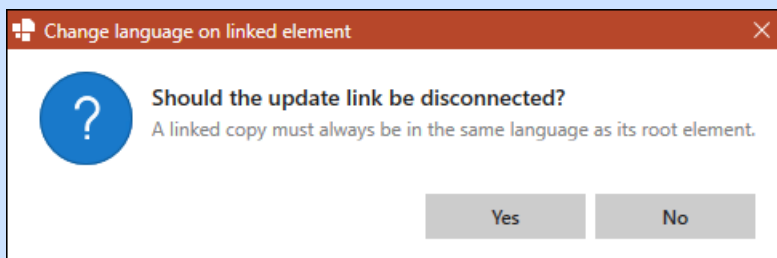 Change language on linked element
Should the update link be disconnected?
A linked copy must always be in the same language as its root element.
Yes
No